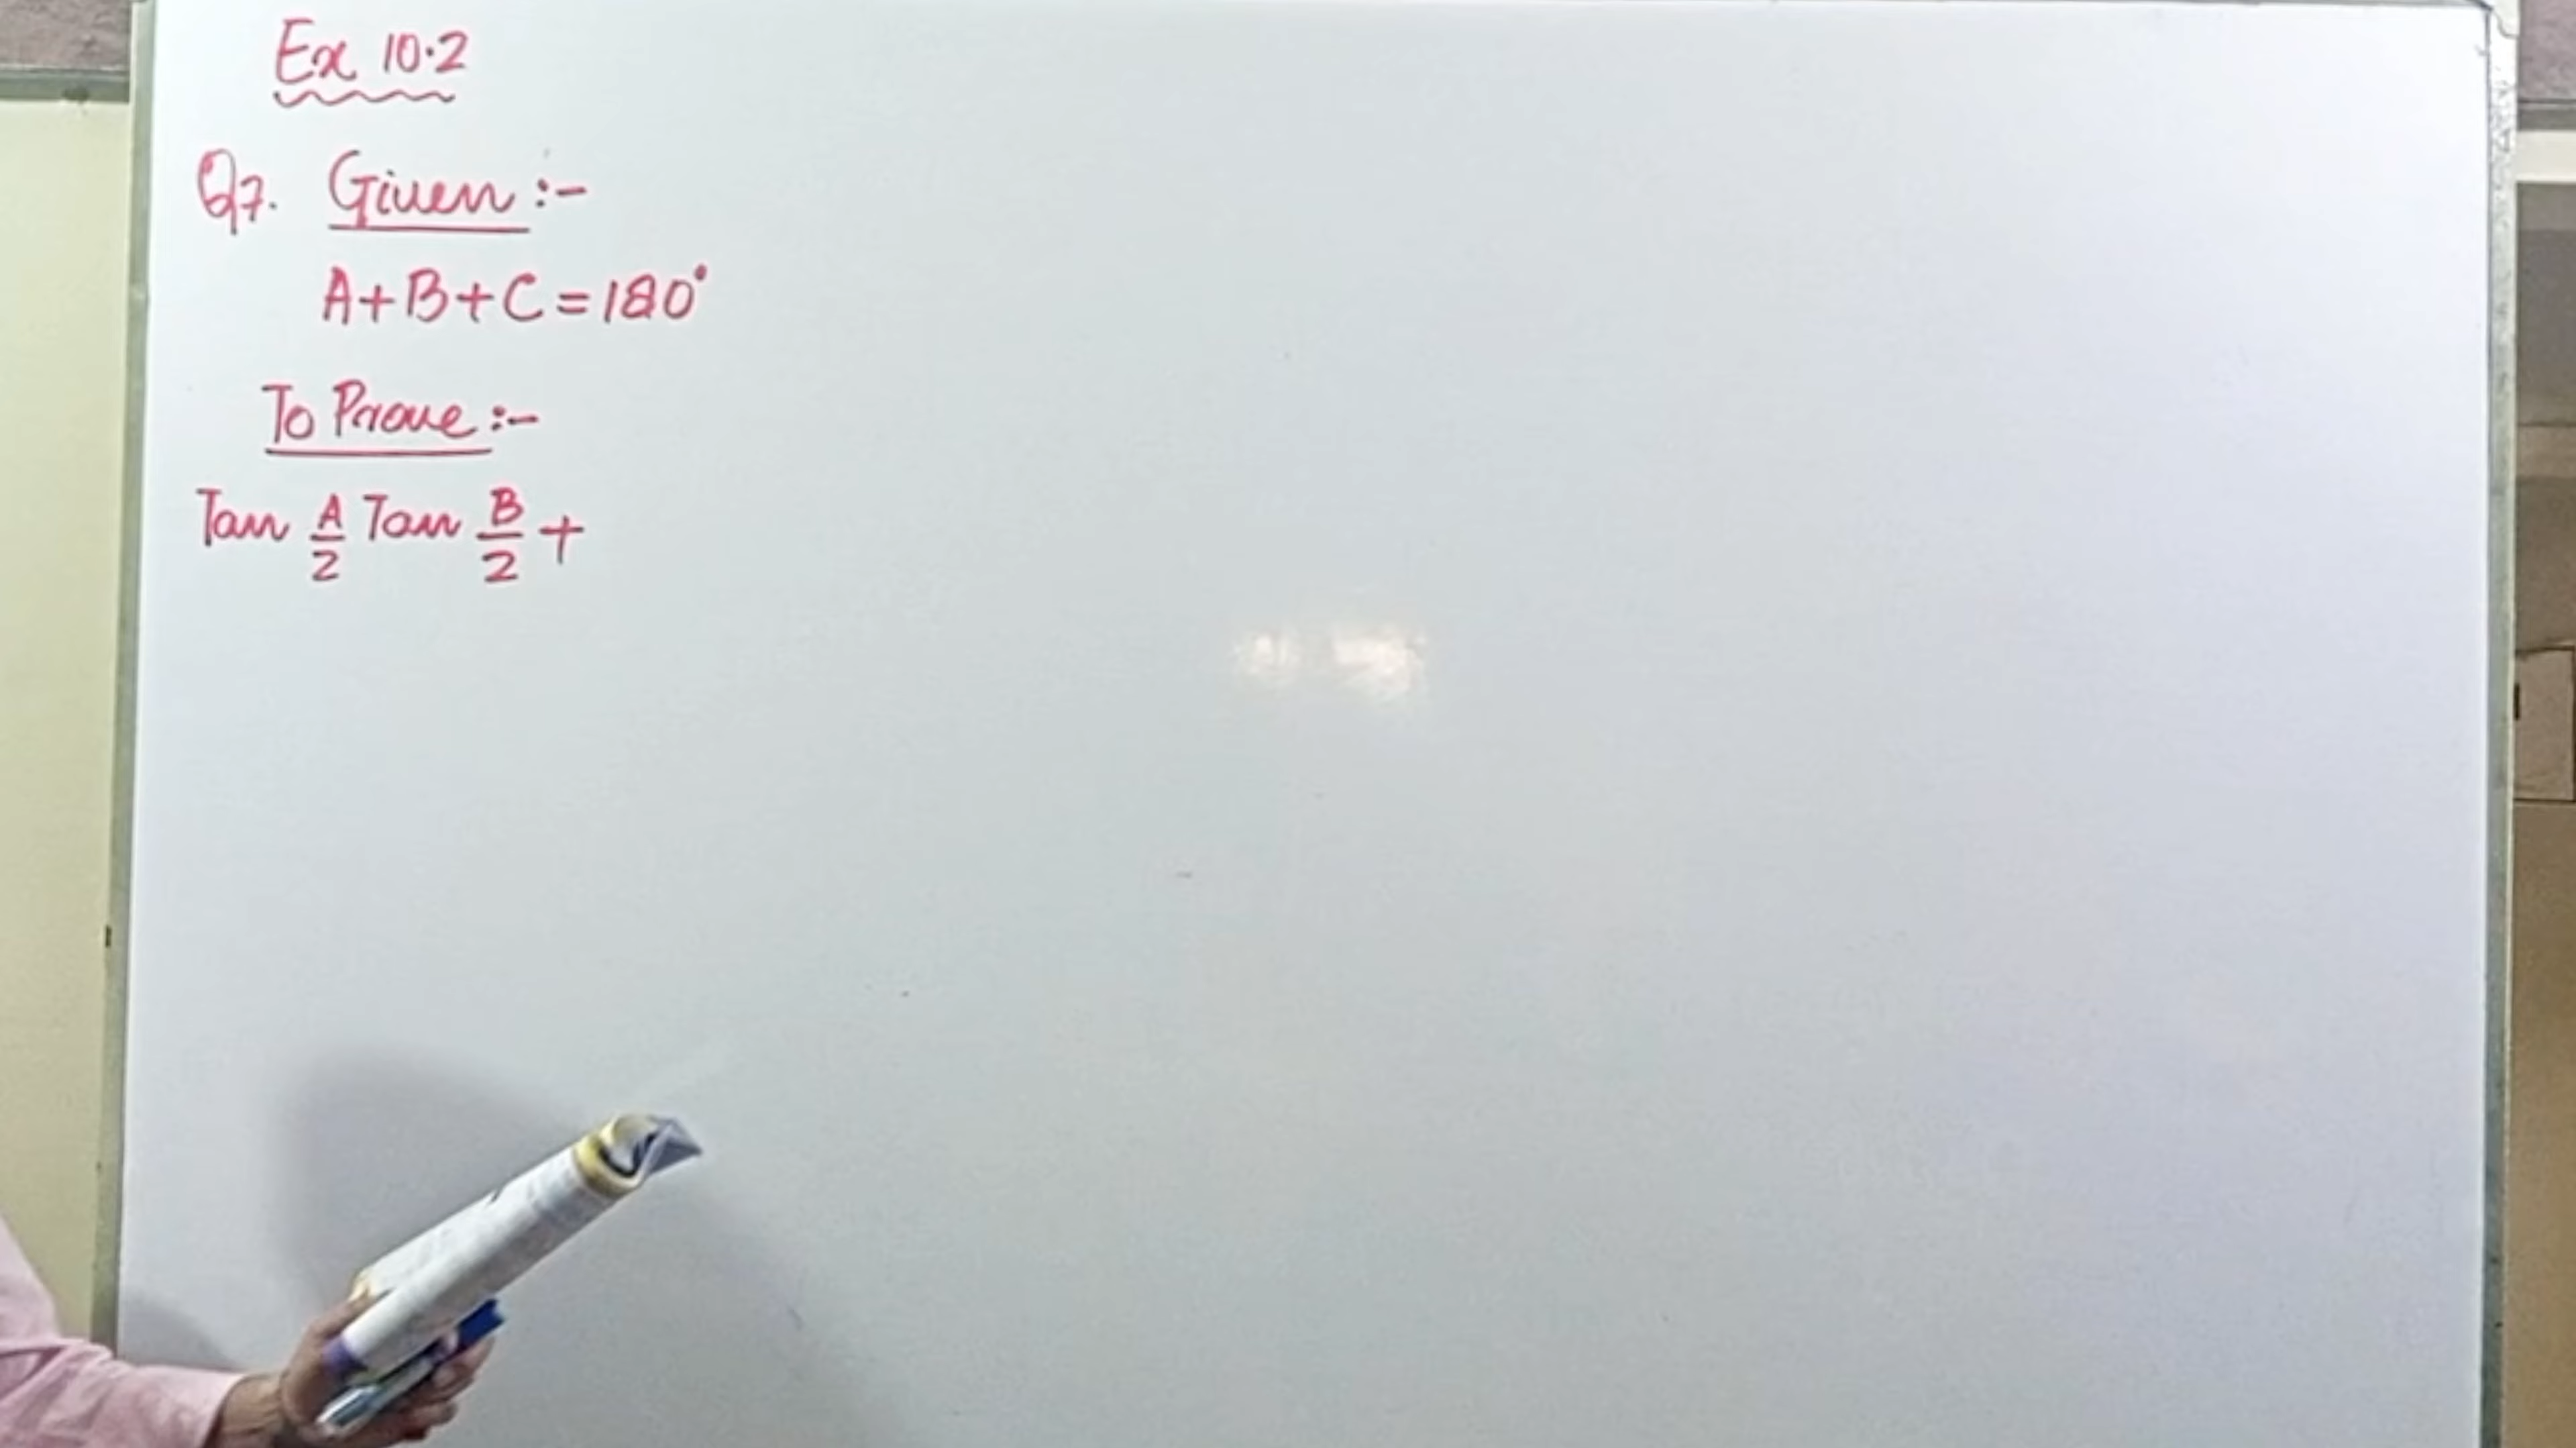 Ex 10.2
Q7. Given :-
A+B+C=180°
To Prove :-
Tan A/2 Tan B/2 +